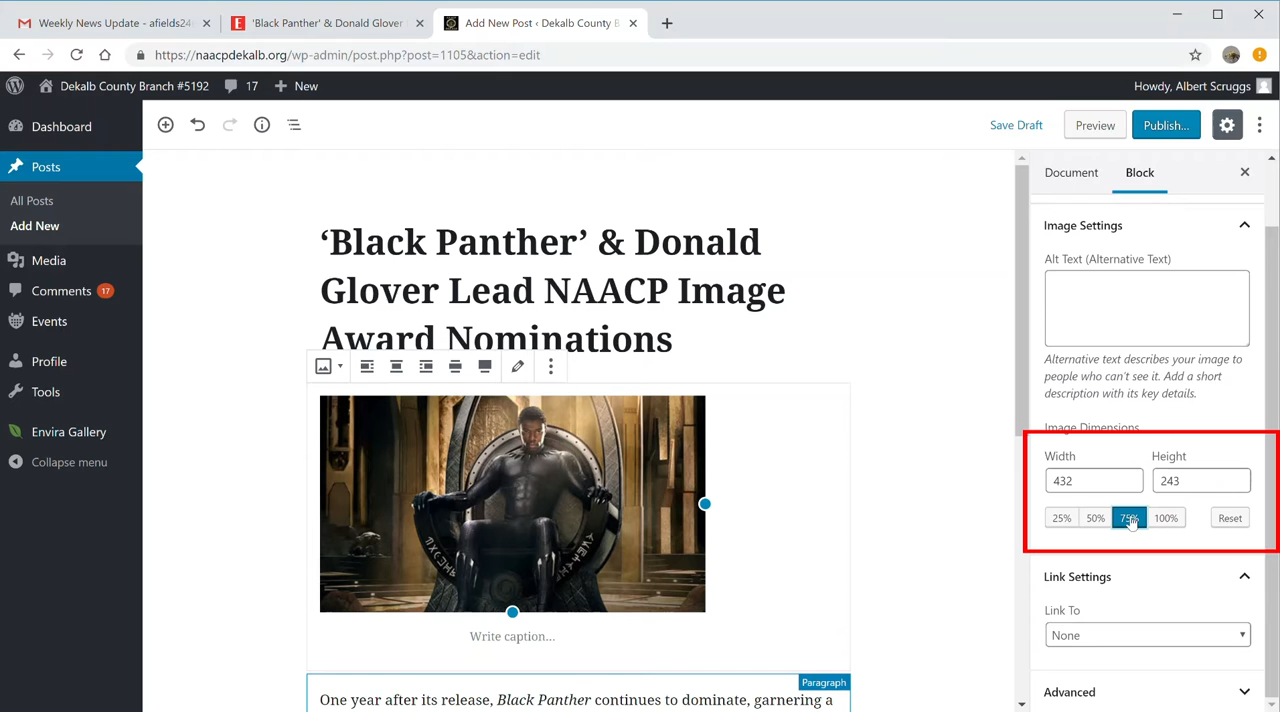 Weekly News Update - afields24
'Black Panther' & Donald Glover
Add New Post ‹ Dekalb County B
https://naacpdekalb.org/wp-admin/post.php?post=1105&action=edit
Dekalb County Branch #5192
17
New
Howdy, Albert Scruggs
Dashboard
Posts
All Posts
Add New
Media
Comments 17
Events
Profile
Tools
Envira Gallery
Collapse menu
Save Draft
Preview
Publish...
‘Black Panther’ & Donald
Glover Lead NAACP Image
Award Nominations
Write caption...
Paragraph
One year after its release, Black Panther continues to dominate, garnering a
Document
Block
Image Settings
Alt Text (Alternative Text)
Alternative text describes your image to
people who can't see it. Add a short
description with its key details.
Image Dimensions
Width
Height
432
243
25%
50%
75%
100%
Reset
Link Settings
Link To
None
Advanced